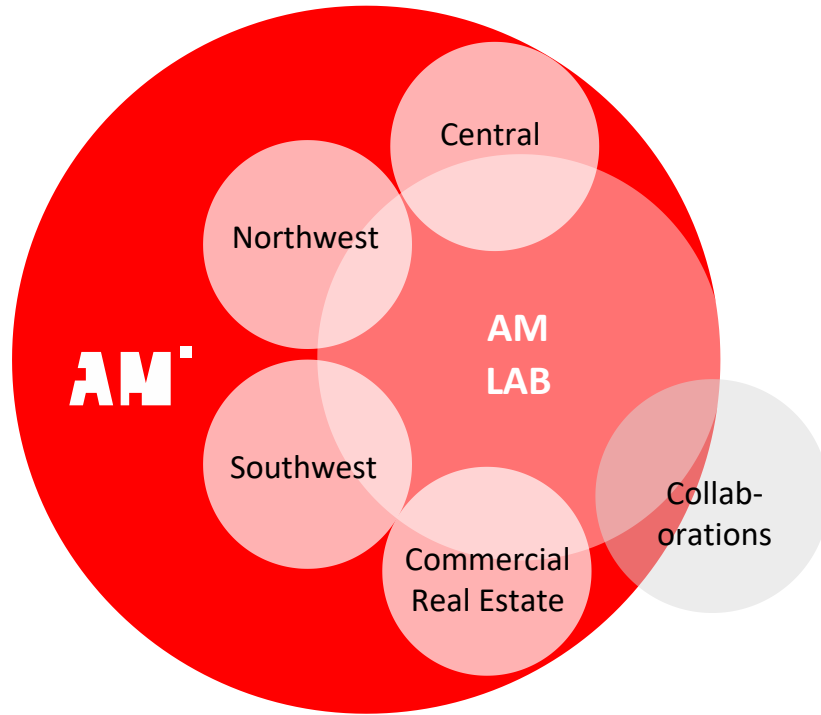 Central
Northwest
AM
LAB
AM
Southwest
Collab-
orations
Commercial
Real Estate